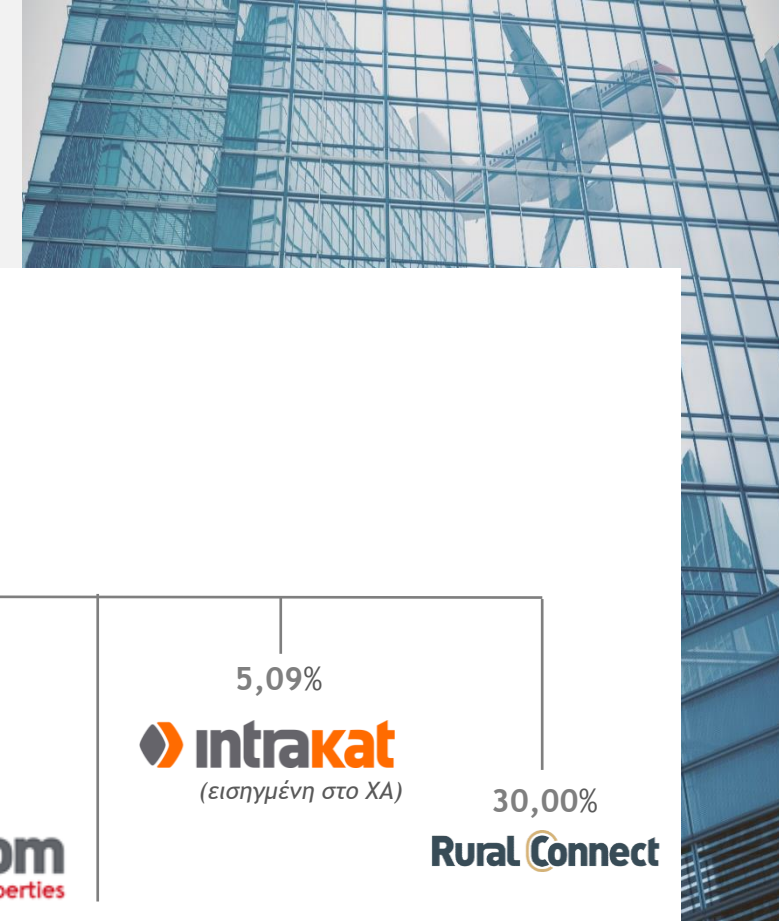 5,09%
intrakat
(εισηγμένη στο ΧΑ)
30,00%
Rural Connect